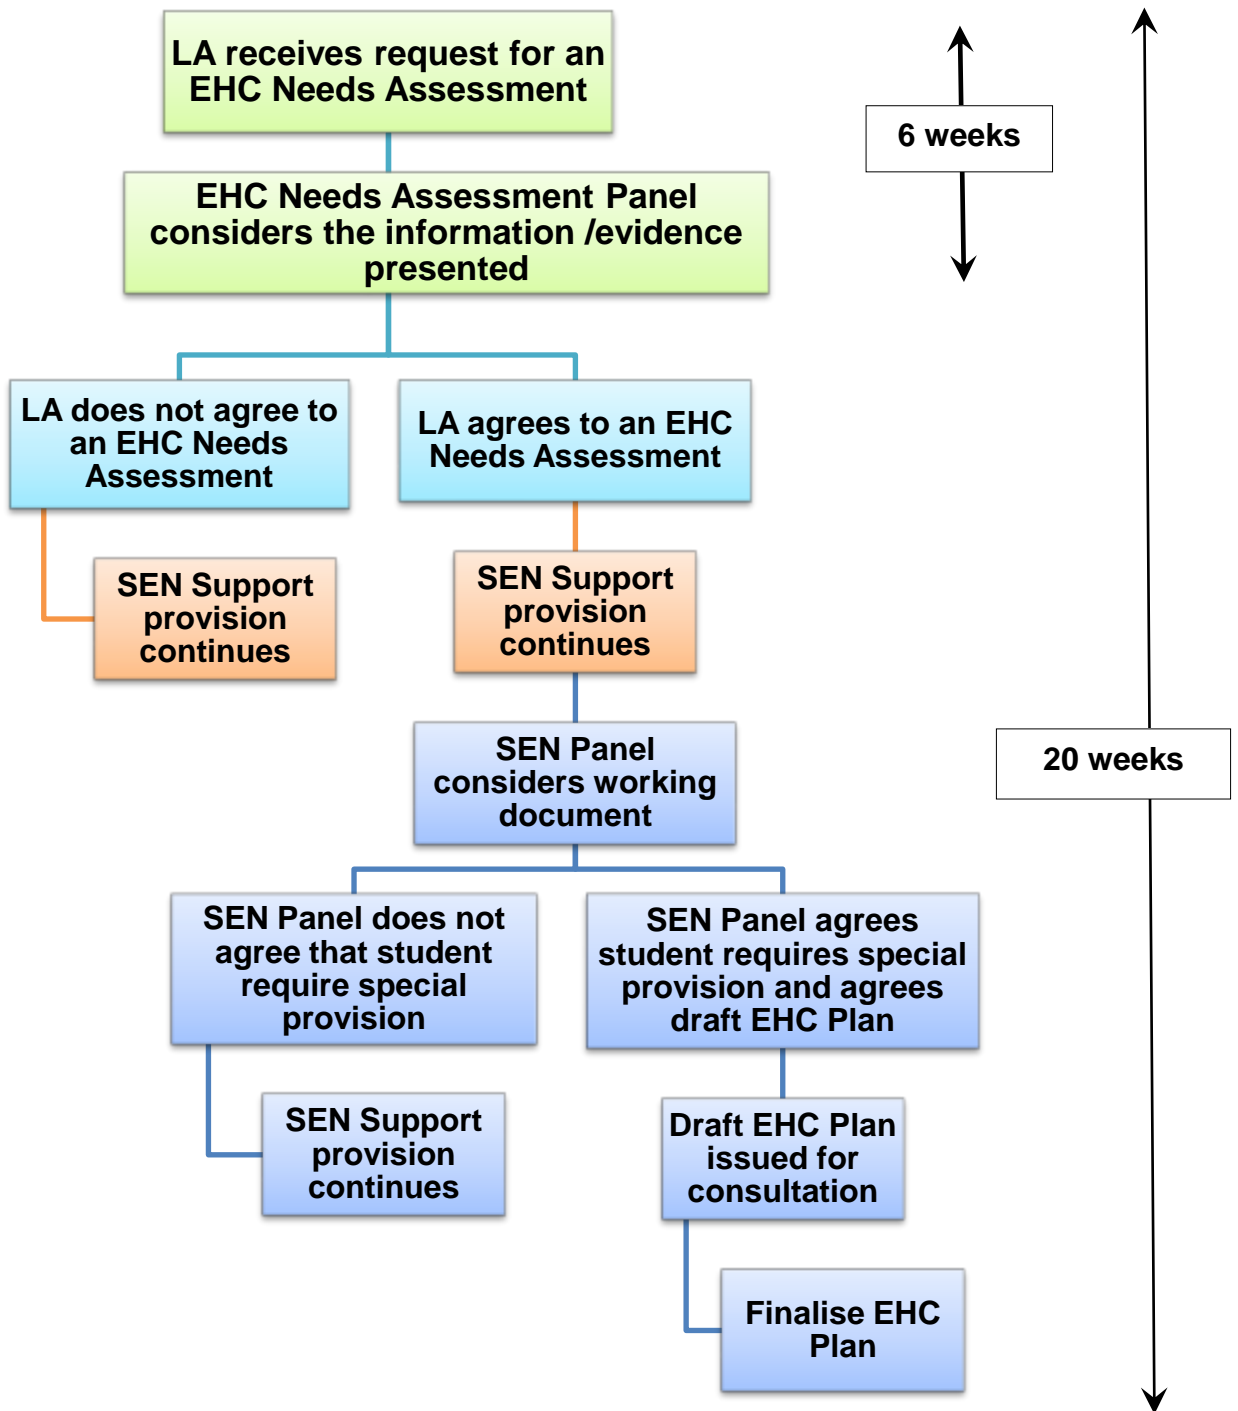 LA receives request for an
EHC Needs Assessment
6 weeks
EHC Needs Assessment Panel
considers the information /evidence
presented
LA does not agree to
an EHC Needs
Assessment
LA agrees to an EHC
Needs Assessment
SEN Support
provision
continues
SEN Support
provision
continues
SEN Panel
considers working
document
20 weeks
SEN Panel does not
agree that student
require special
provision
SEN Panel agrees
student requires special
provision and agrees
draft EHC Plan
SEN Support
provision
continues
Draft EHC Plan
issued for
consultation
Finalise EHC
Plan